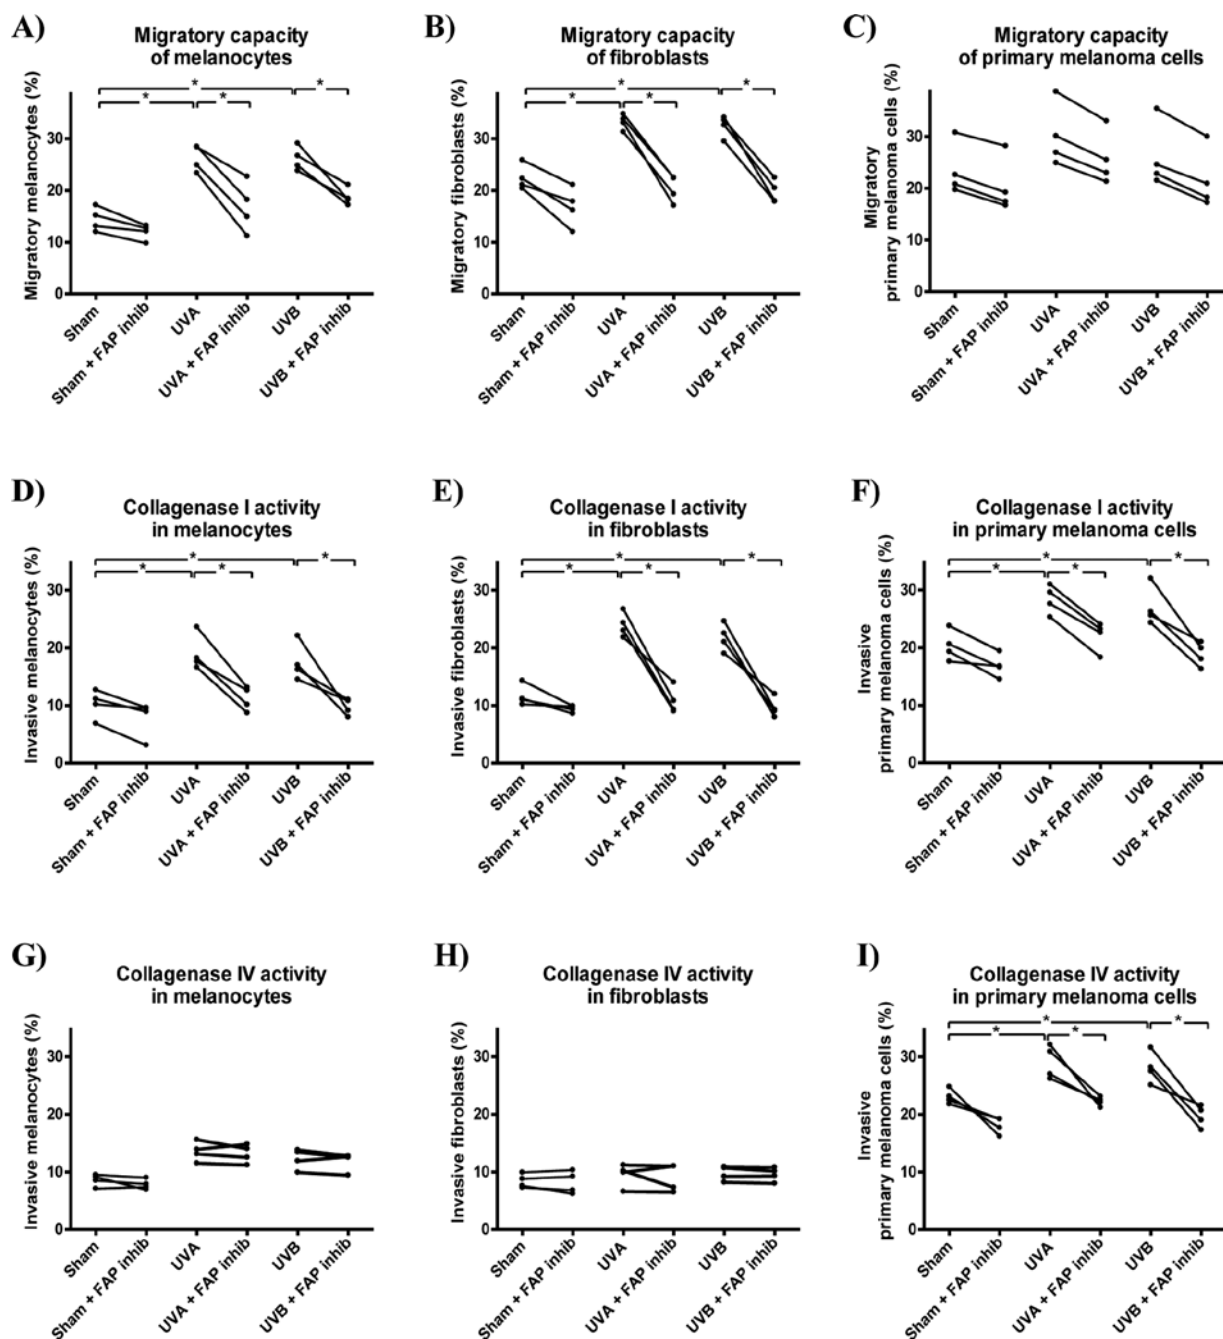 A)
Migratory capacity
of melanocytes
Migratory melanocytes (%)
30
20
10
0
* * * *
Sham
Sham + FAP inhib
UVA
UVA + FAP inhib
UVB
UVB + FAP inhib
B)
Migratory capacity
of fibroblasts
Migratory fibroblasts (%)
30
20
10
0
* * * *
Sham
Sham + FAP inhib
UVA
UVA + FAP inhib
UVB
UVB + FAP inhib
C)
Migratory capacity
of primary melanoma cells
Migratory
primary melanoma cells (%)
30
20
10
0
Sham
Sham + FAP inhib
UVA
UVA + FAP inhib
UVB
UVB + FAP inhib
D)
Collagenase I activity
in melanocytes
Invasive melanocytes (%)
30
20
10
0
* * * *
Sham
Sham + FAP inhib
UVA
UVA + FAP inhib
UVB
UVB + FAP inhib
E)
Collagenase I activity
in fibroblasts
Invasive fibroblasts (%)
30
20
10
0
* * * *
Sham
Sham + FAP inhib
UVA
UVA + FAP inhib
UVB
UVB + FAP inhib
F)
Collagenase I activity
in primary melanoma cells
Invasive
primary melanoma cells (%)
30
20
10
0
* * * *
Sham
Sham + FAP inhib
UVA
UVA + FAP inhib
UVB
UVB + FAP inhib
G)
Collagenase IV activity
in melanocytes
Invasive melanocytes (%)
30
20
10
0
Sham
Sham + FAP inhib
UVA
UVA + FAP inhib
UVB
UVB + FAP inhib
H)
Collagenase IV activity
in fibroblasts
Invasive fibroblasts (%)
30
20
10
0
Sham
Sham + FAP inhib
UVA
UVA + FAP inhib
UVB
UVB + FAP inhib
I)
Collagenase IV activity
in primary melanoma cells
Invasive
primary melanoma cells (%)
30
20
10
0
* * * *
Sham
Sham + FAP inhib
UVA
UVA + FAP inhib
UVB
UVB + FAP inhib